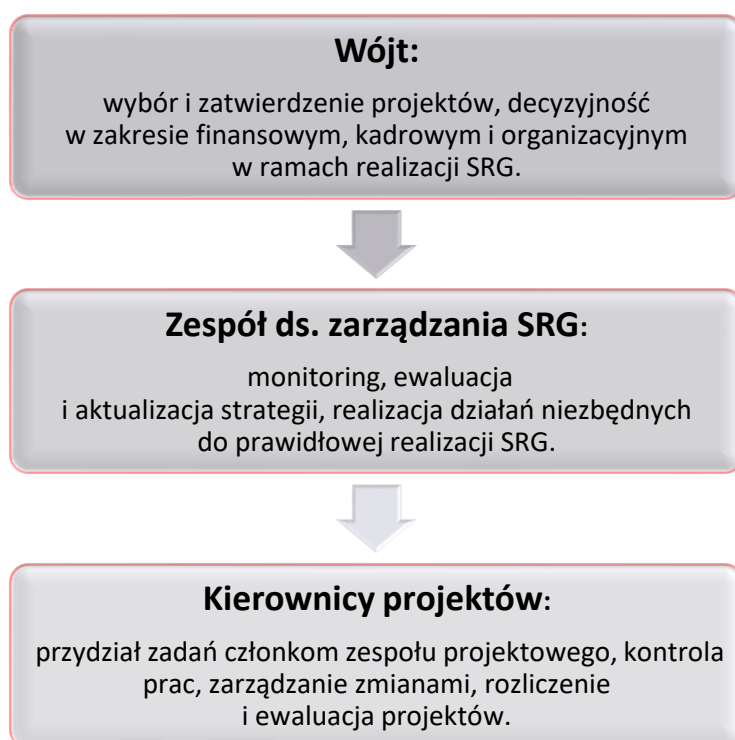 Wójt:
wybór i zatwierdzenie projektów, decyzyjność
w zakresie finansowym, kadrowym i organizacyjnym
w ramach realizacji SRG.
Zespół ds. zarządzania SRG:
monitoring, ewaluacja
i aktualizacja strategii, realizacja działań niezbędnych
do prawidłowej realizacji SRG.
Kierownicy projektów:
przydział zadań członkom zespołu projektowego, kontrola
prac, zarządzanie zmianami, rozliczenie
i ewaluacja projektów.